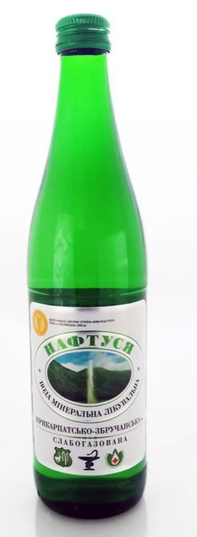 НАФТУСЯ
ВОДА МІНЕРАЛЬНА ЛІКУВАЛЬНА
"ПРИКАРПАТСЬКО-ЗБРУЧАНСЬКА"
СЛАБОГАЗОВАНА